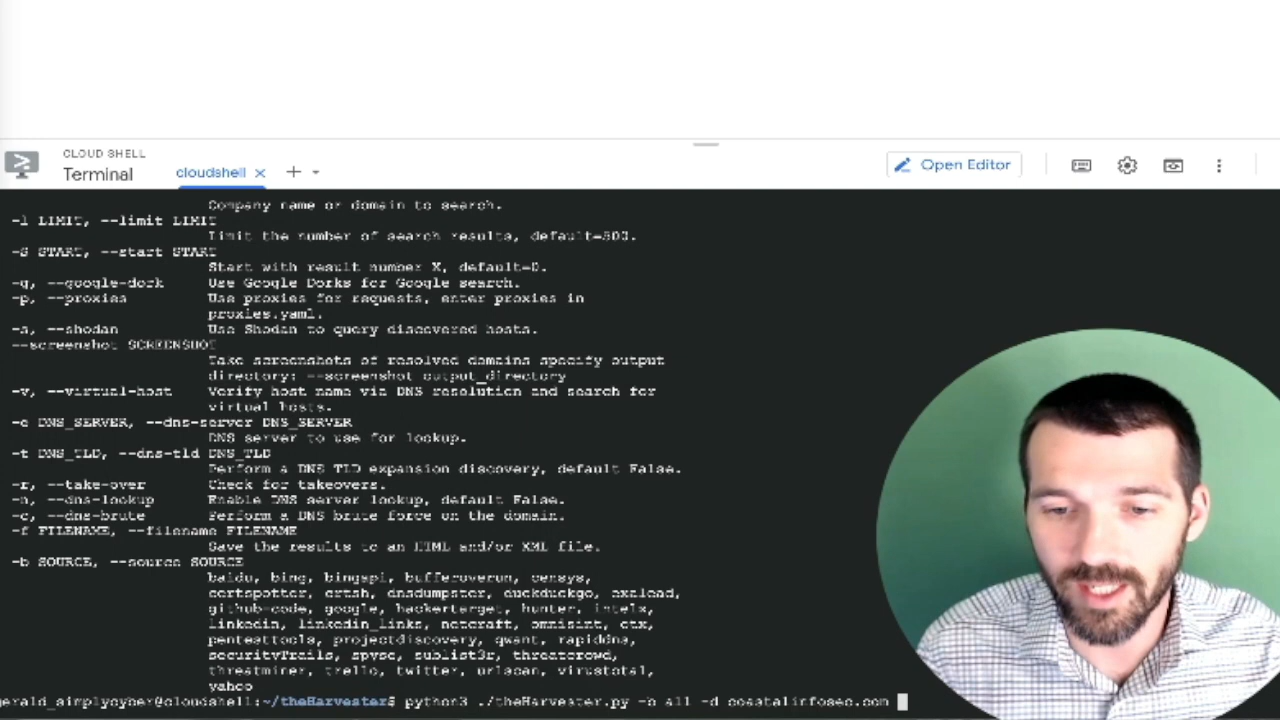 CLOUD SHELL
Terminal
cloudshell
Open Editor
Company name or domain to search.
-l LIMIT, --limit LIMIT
Limit the number of search results, default=500.
-S START, --start START
Start with result number X, default=0.
-g, --google-dork Use Google Dorks for Google search.
-p, --proxies Use proxies for requests, enter proxies in
proxies.yaml.
-s, --shodan Use Shodan to query discovered hosts.
--screenshot SCREENSHOT
Take screenshots of resolved domains specify output
directory: --screenshot output_directory
-v, --virtual-host Verify host name via DNS resolution and search for
virtual hosts.
-e DNS_SERVER, --dns-server DNS_SERVER
DNS server to use for lookup.
-t DNS_TLD, --dns-tld DNS_TLD
Perform a DNS TLD expansion discovery, default False.
-r, --take-over Check for takeovers.
-n, --dns-lookup Enable DNS server lookup, default False.
-c, --dns-brute Perform a DNS brute force on the domain.
-f FILENAME, --filename FILENAME
Save the results to an HTML and/or XML file.
-b SOURCE, --source SOURCE
baidu, bing, bingapi, bufferoverun, censys,
certspotter, crtsh, dnsdumpster, duckduckgo, exalead,
github-code, google, hackertarget, hunter, intelx,
linkedin, linkedin_links, netcraft, omnisint, otx,
pentesttools, projectdiscovery, qwant, rapiddns,
securityTrails, spyse, sublist3r, threatcrowd,
threatminer, trello, twitter, urlscan, virustotal,
yahoo
gerald_simplycyber@cloudshell:~/theHarvester$ python3 ./theHarvester.py -b all -d coastalinfosec.com